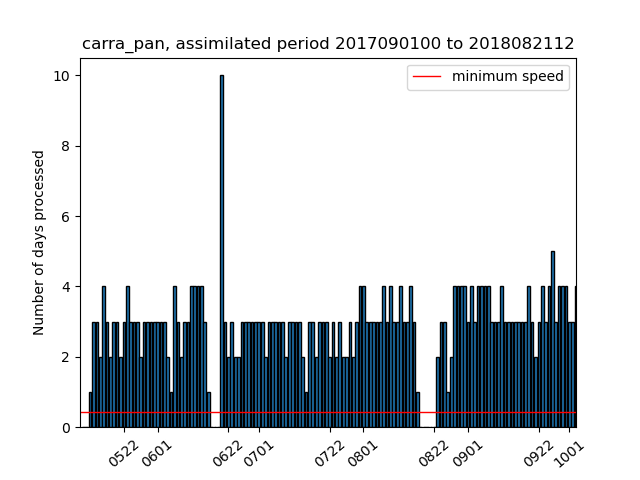 carra_pan, assimilated period 2017090100 to 2018082112
minimum speed
Number of days processed
10
8
6
4
2
0
0522 0601 0622 0701 0722 0801 0822 0901 0922 1001